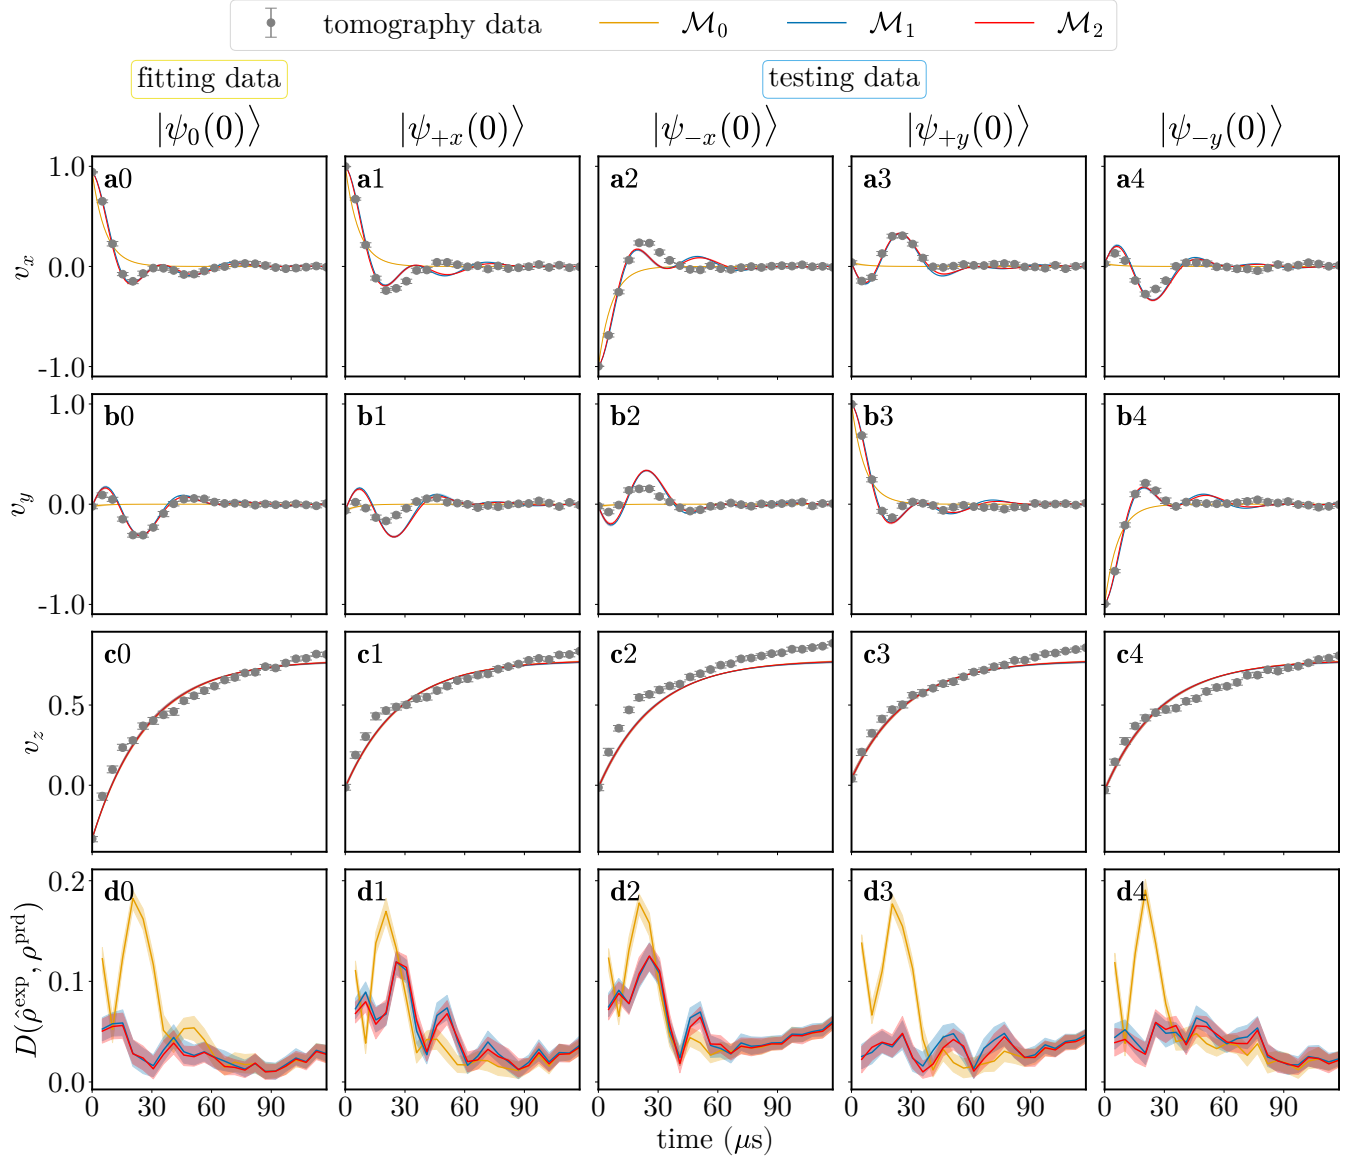 tomography data M₀ M₁ M₂
fitting data testing data
|ψ₀(0)⟩ |ψ₊ₓ(0)⟩ |ψ₋ₓ(0)⟩ |ψ₊y(0)⟩ |ψ₋y(0)⟩
a0 a1 a2 a3 a4
1.0
0.0
-1.0
vₓ
b0 b1 b2 b3 b4
1.0
0.0
-1.0
v_y
c0 c1 c2 c3 c4
0.5
0.0
v_z
d0 d1 d2 d3 d4
0.2
0.1
0.0
D(ρ̂^exp, ρ^prd)
0 30 60 90 0 30 60 90 0 30 60 90 0 30 60 90 0 30 60 90
time (μs)